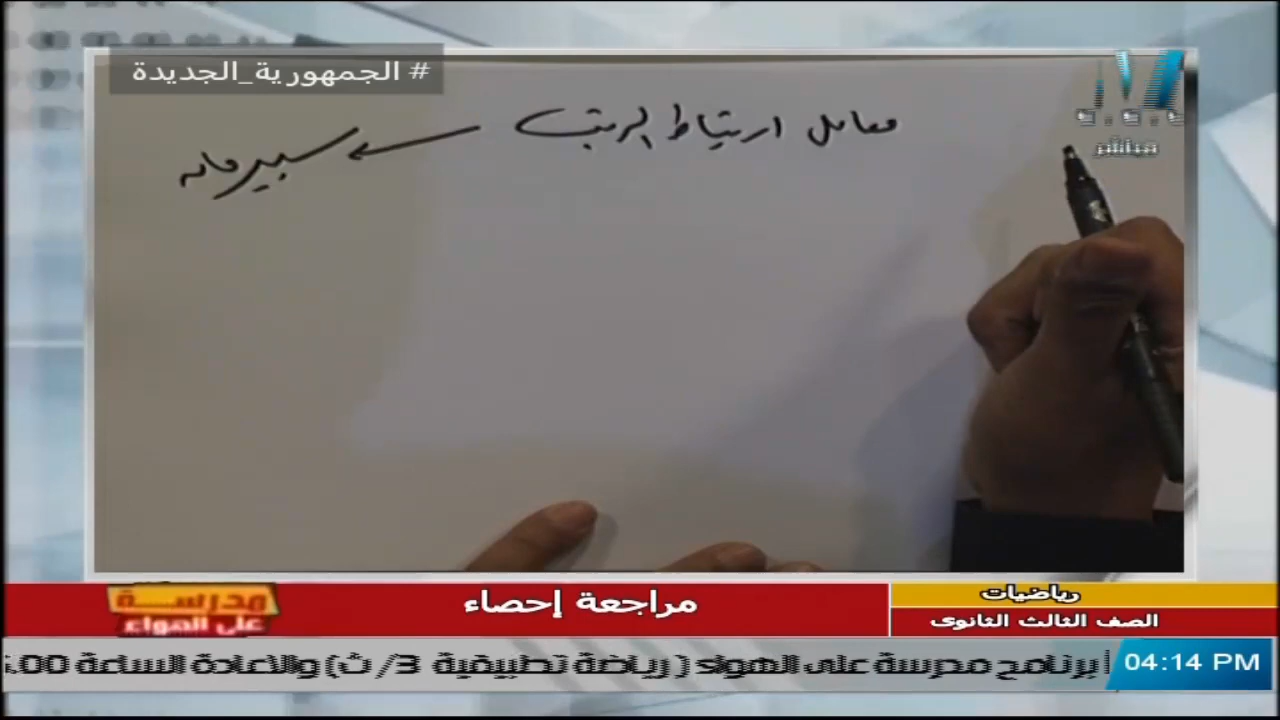 # الجمهورية_الجديدة
مباشر
معامل ارتباط الرتب ← سبيرمان
رياضيات
الصف الثالث الثانوى
مراجعة إحصاء
مدرسة
على الهواء
04:14 PM
برنامج مدرسة على الهواء ( رياضة تطبيقية 3/ ث) والاعادة الساعة